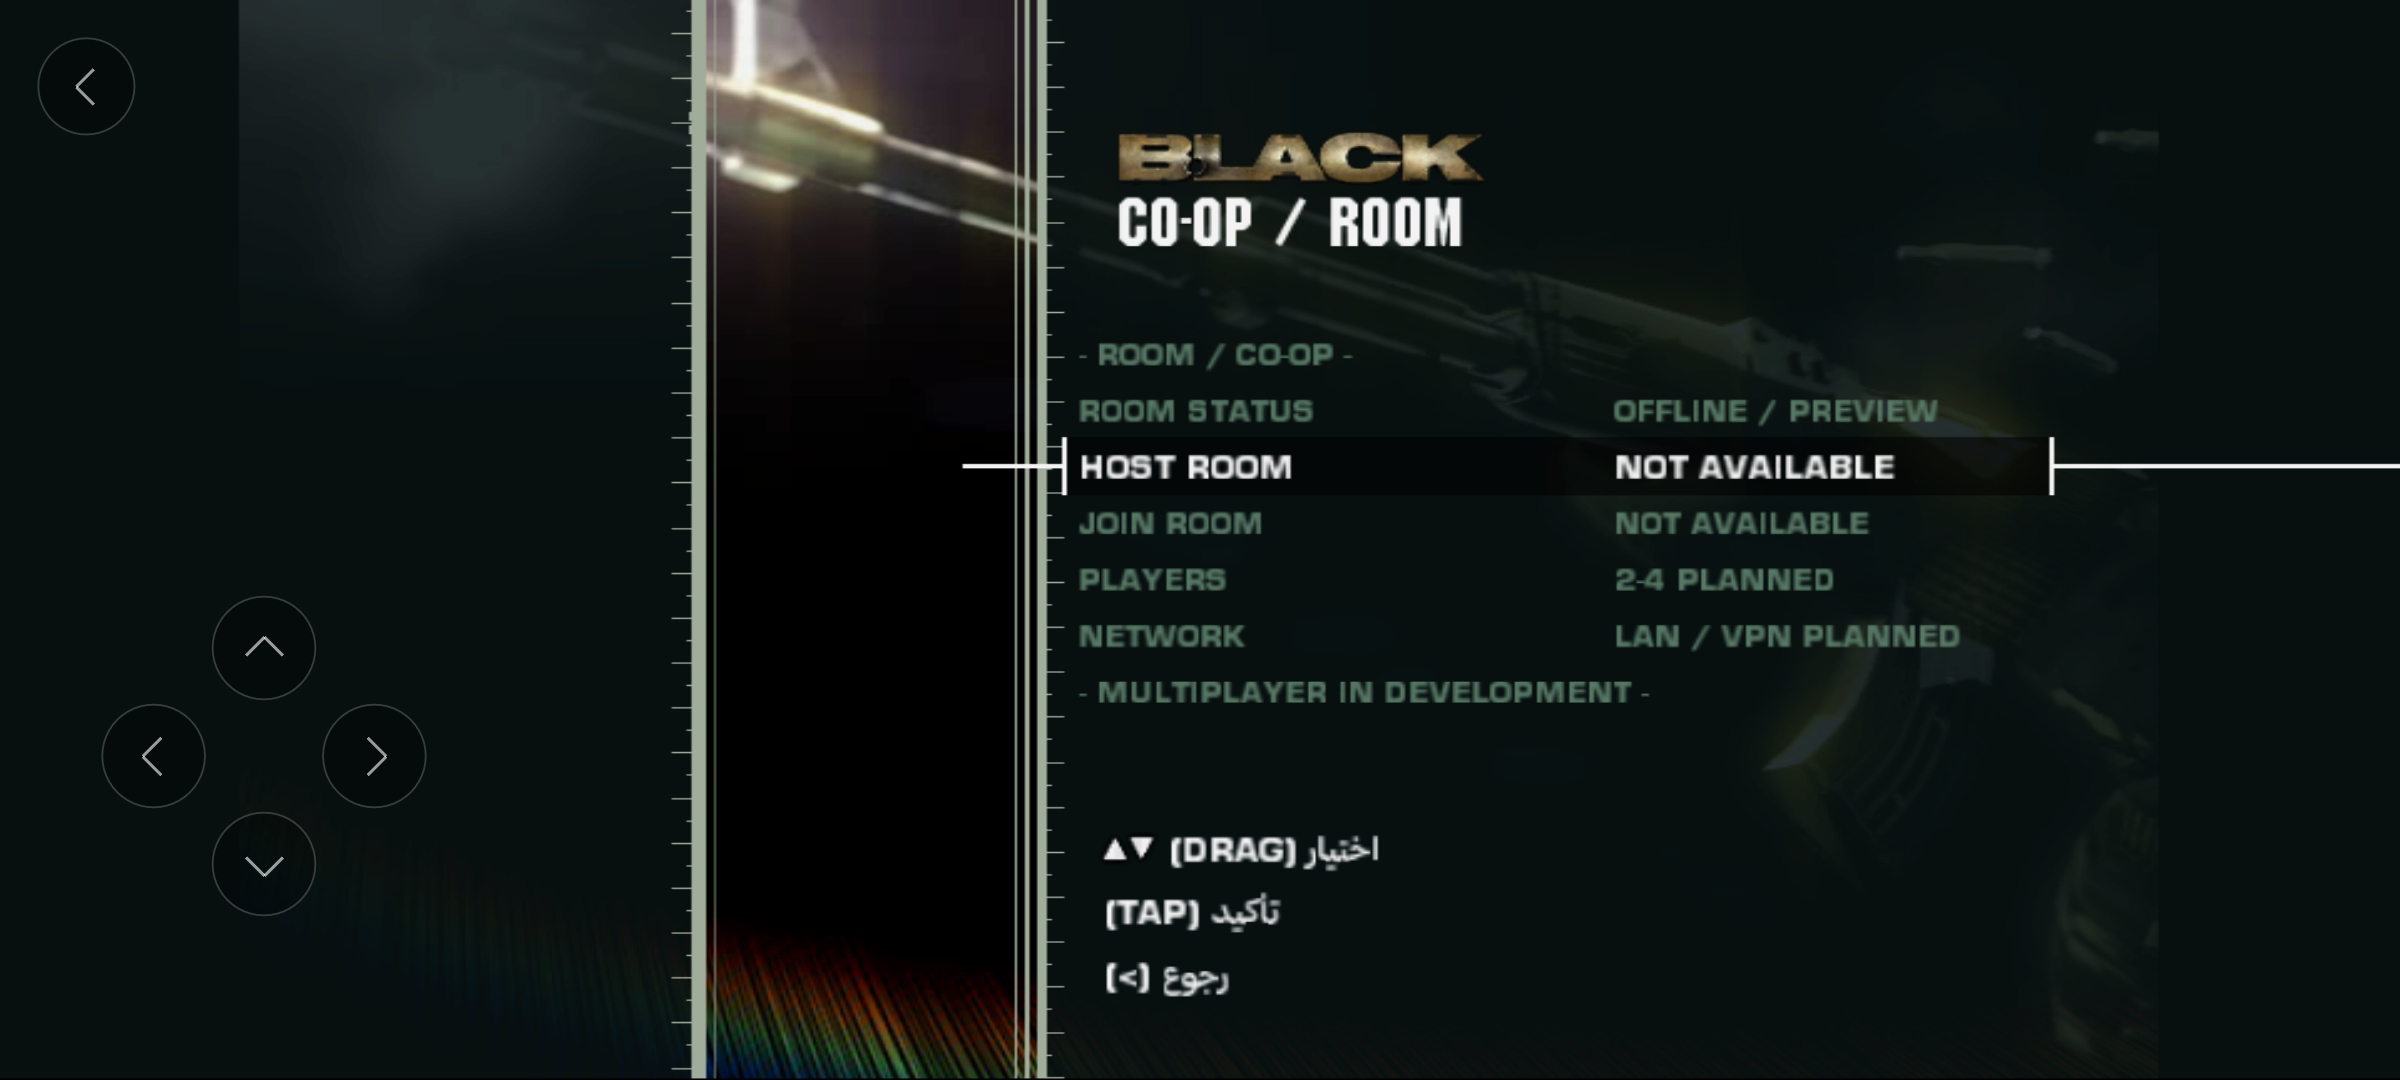 BLACK
CO-OP / ROOM
- ROOM / CO-OP -
ROOM STATUS OFFLINE / PREVIEW
HOST ROOM NOT AVAILABLE
JOIN ROOM NOT AVAILABLE
PLAYERS 2-4 PLANNED
NETWORK LAN / VPN PLANNED
- MULTIPLAYER IN DEVELOPMENT -
▲▼ (DRAG) اختيار
(TAP) تأكيد
(<) رجوع